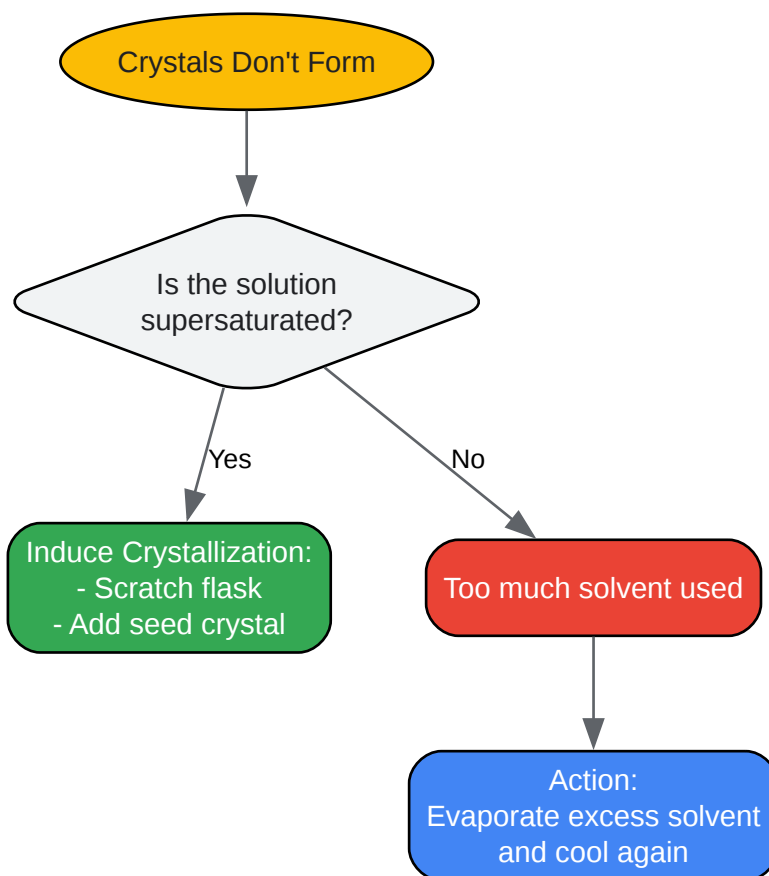 Crystals Don't Form
Is the solution
supersaturated?
Yes
No
Induce Crystallization:
- Scratch flask
- Add seed crystal
Too much solvent used
Action:
Evaporate excess solvent
and cool again